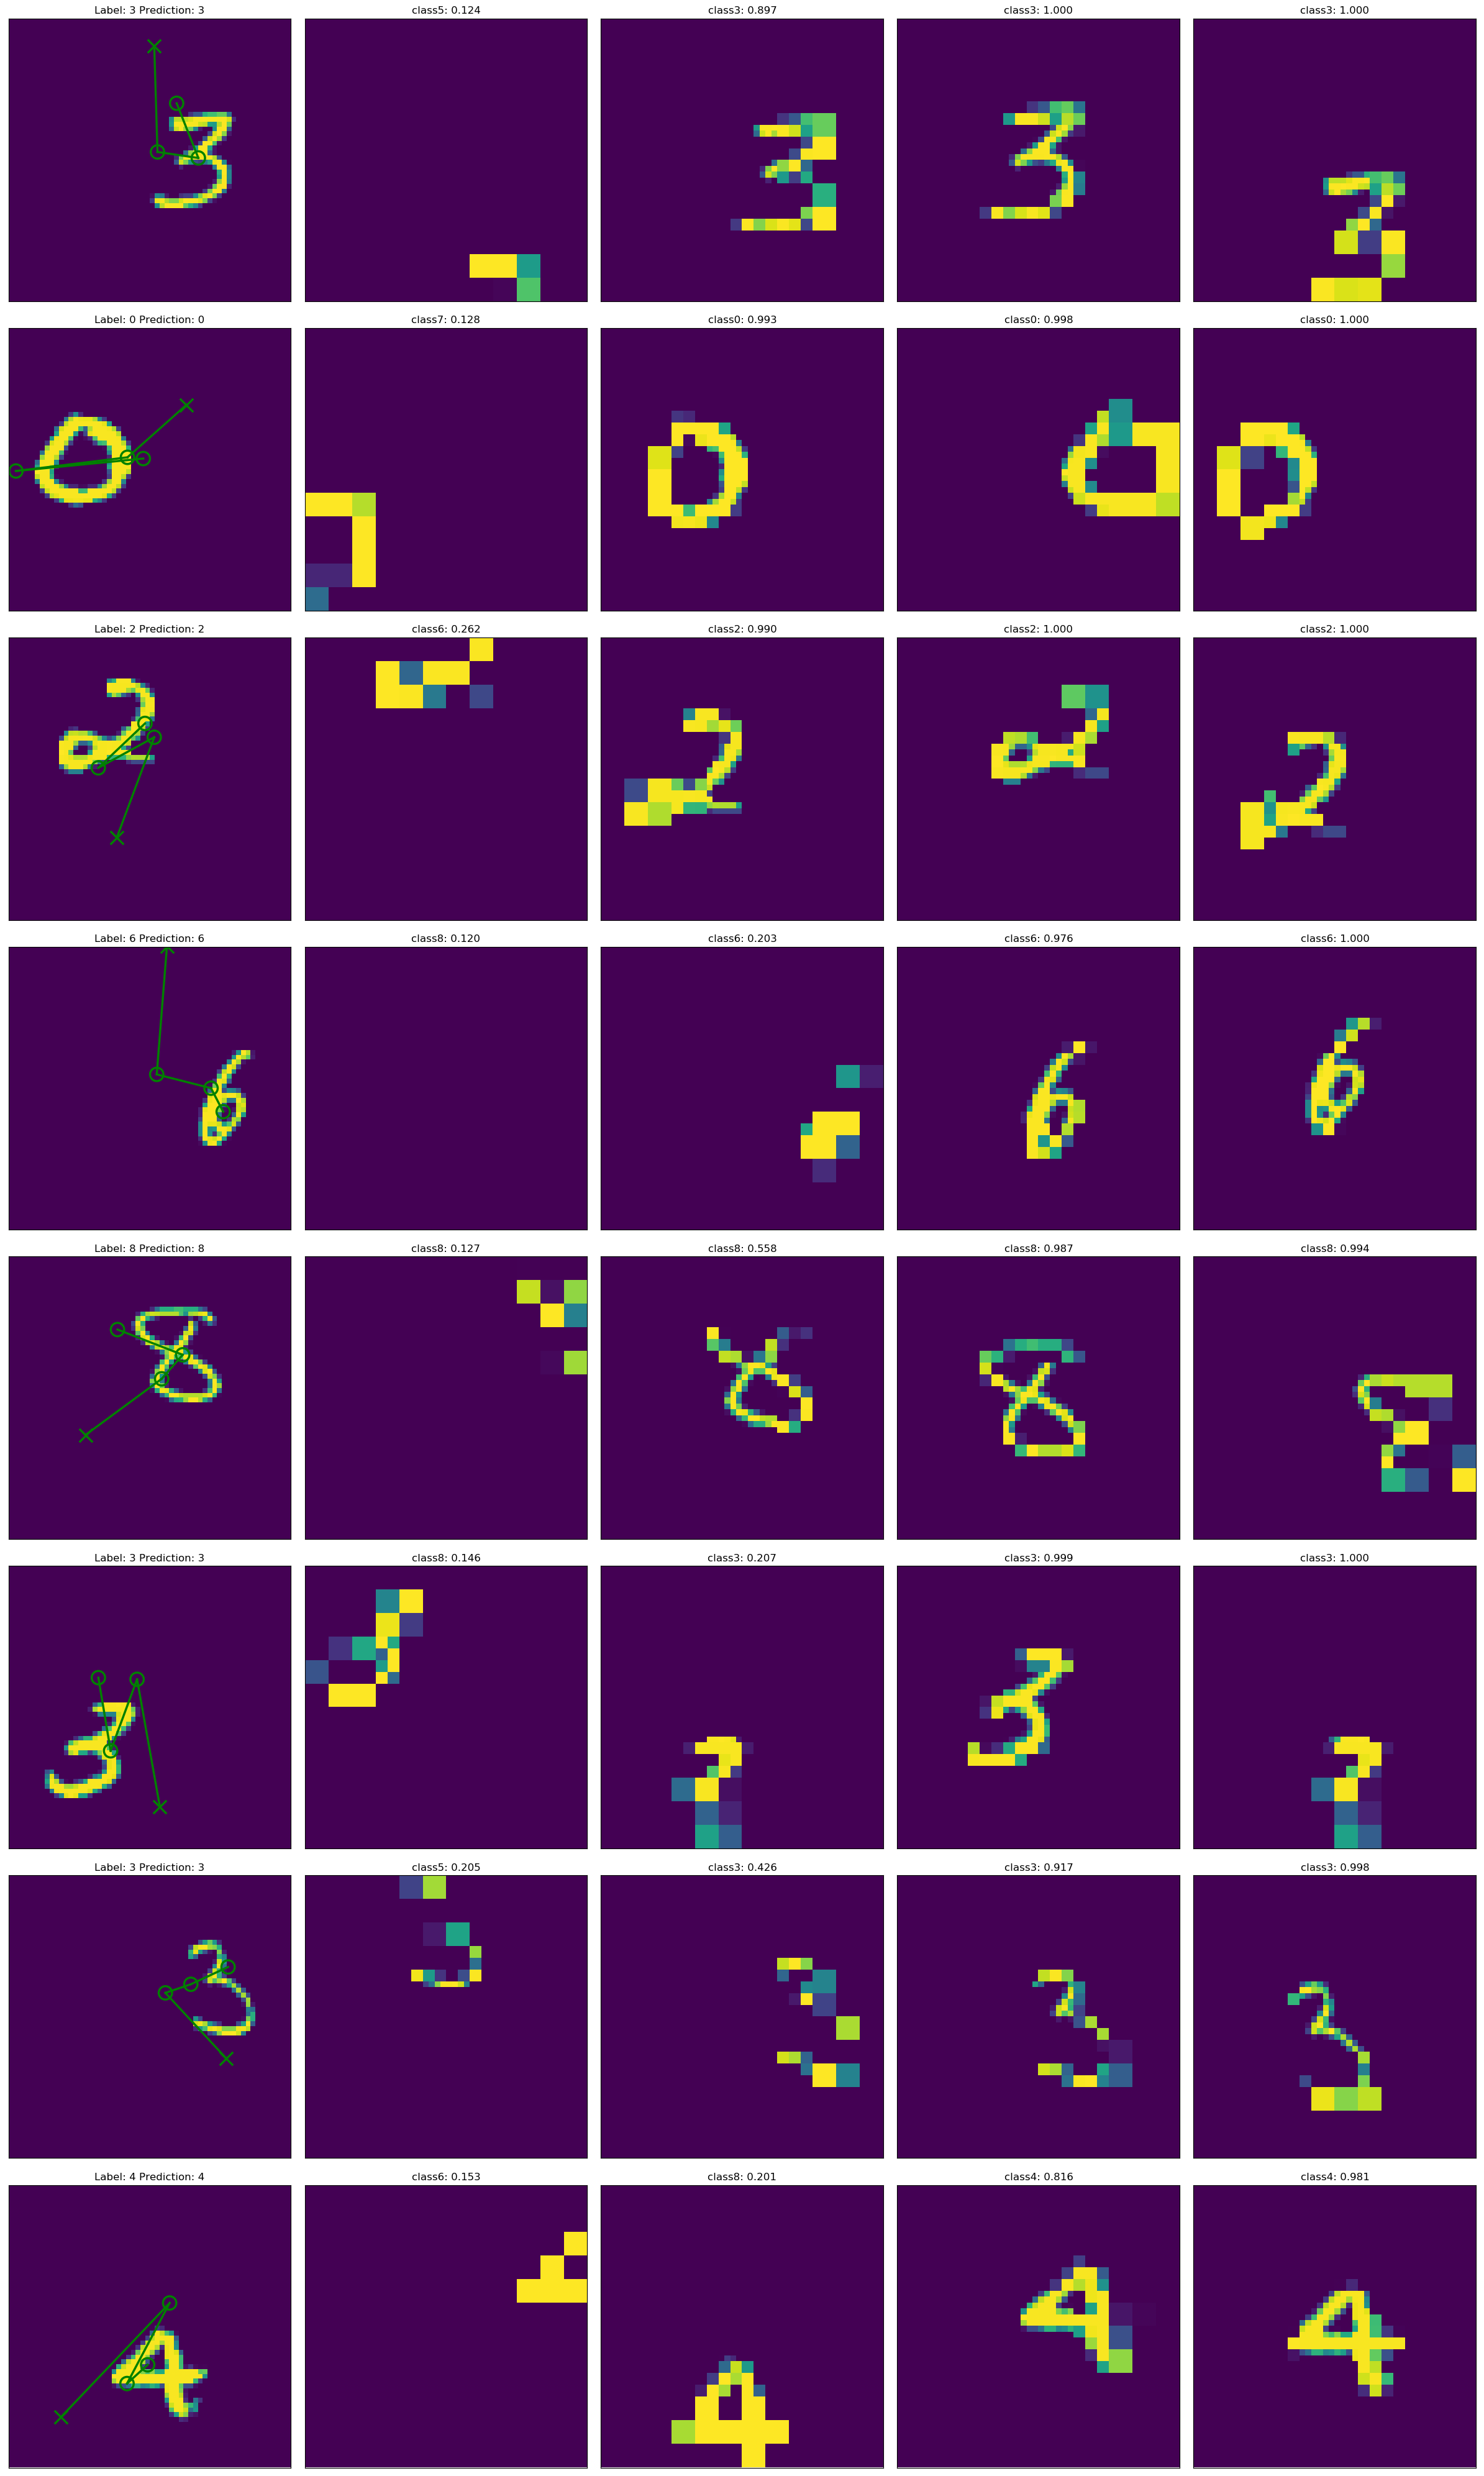 Label: 3 Prediction: 3 class5: 0.124 class3: 0.897 class3: 1.000 class3: 1.000
Label: 0 Prediction: 0 class7: 0.128 class0: 0.993 class0: 0.998 class0: 1.000
Label: 2 Prediction: 2 class6: 0.262 class2: 0.990 class2: 1.000 class2: 1.000
Label: 6 Prediction: 6 class8: 0.120 class6: 0.203 class6: 0.976 class6: 1.000
Label: 8 Prediction: 8 class8: 0.127 class8: 0.558 class8: 0.987 class8: 0.994
Label: 3 Prediction: 3 class8: 0.146 class3: 0.207 class3: 0.999 class3: 1.000
Label: 3 Prediction: 3 class5: 0.205 class3: 0.426 class3: 0.917 class3: 0.998
Label: 4 Prediction: 4 class6: 0.153 class8: 0.201 class4: 0.816 class4: 0.981